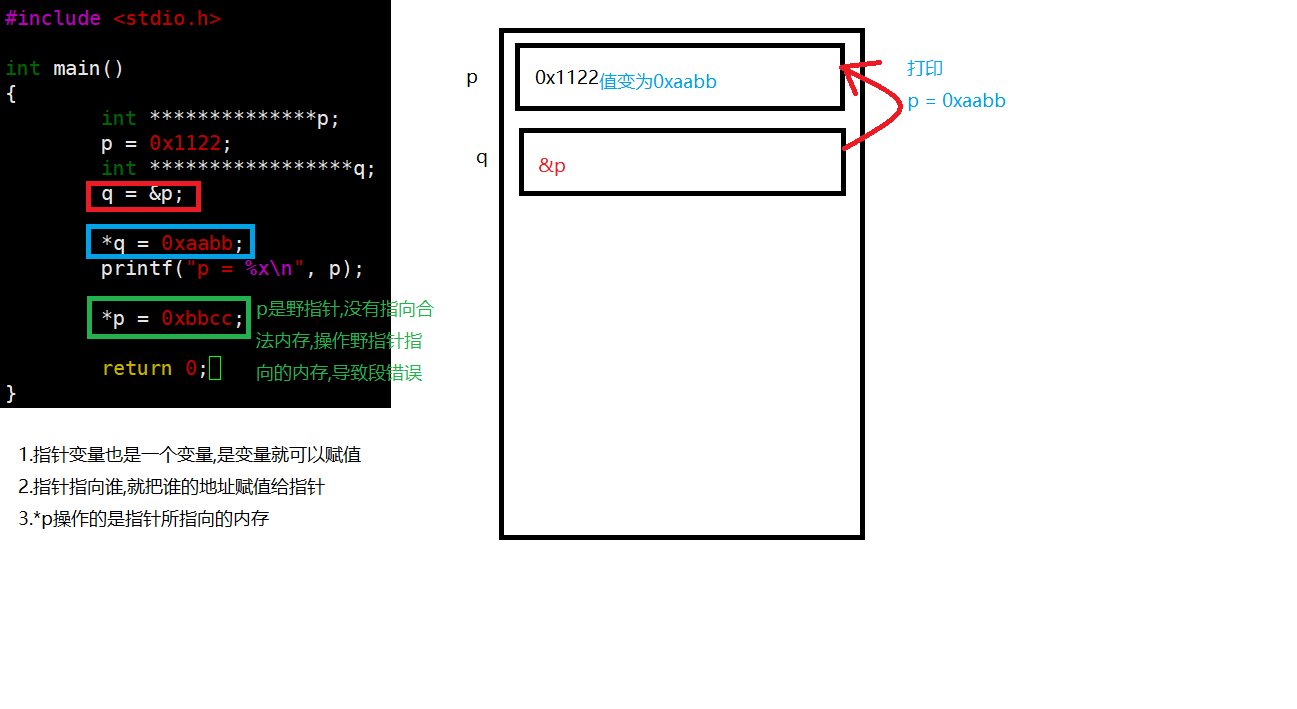 #include <stdio.h>
int main()
{
int **************p;
p = 0x1122;
int *****************q;
q = &p;
*q = 0xaabb;
printf("p = %x\n", p);
*p = 0xbbcc;
return 0;
}
p是野指针,没有指向合
法内存,操作野指针指
向的内存,导致段错误
1.指针变量也是一个变量,是变量就可以赋值
2.指针指向谁,就把谁的地址赋值给指针
3.*p操作的是指针所指向的内存
p
0x1122值变为0xaabb
q
&p
打印
p = 0xaabb